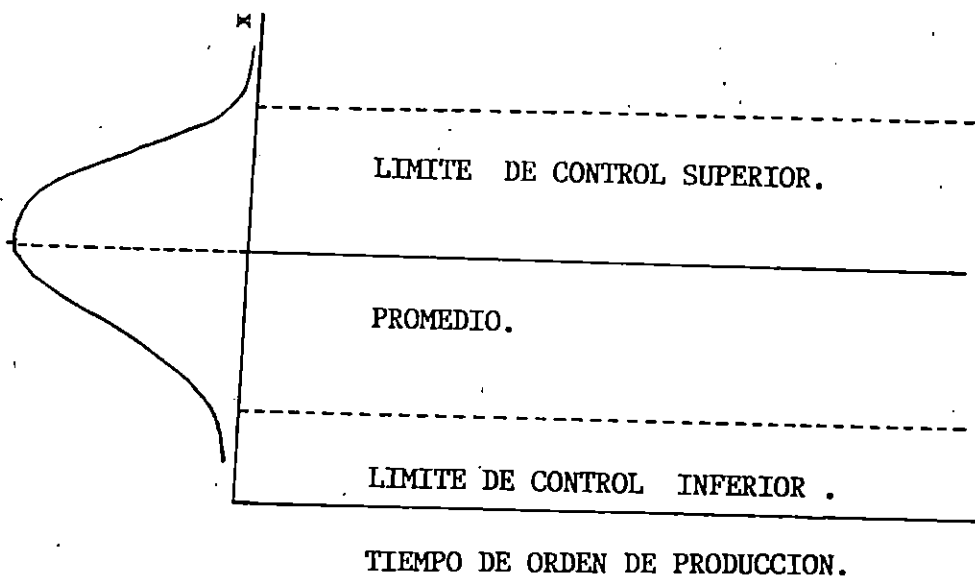 X
LIMITE DE CONTROL SUPERIOR.
PROMEDIO.
LIMITE DE CONTROL INFERIOR .
TIEMPO DE ORDEN DE PRODUCCION.